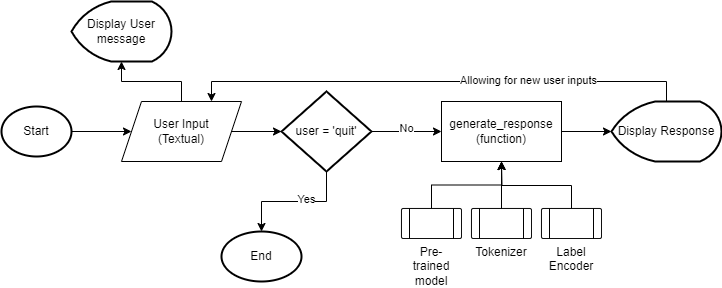 Display User
message
Allowing for new user inputs
Start
User Input
(Textual)
user = 'quit'
No
generate_response
(function)
Display Response
Yes
End
Pre-
trained
model
Tokenizer
Label
Encoder